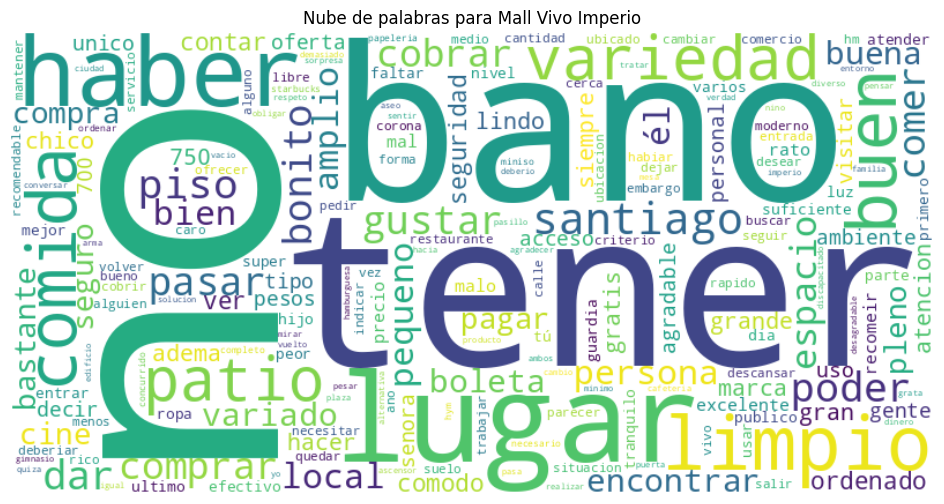 Nube de palabras para Mall Vivo Imperio
haber
no
bano
tener
lugar
variedad
limpio
buen
comida
patio
santiago
cobrar
buena
comer
unico
contar
oferta
medio
cantidad
ubicado
cambiar
comercio
hm
atender
papeleria
demasiado
sorpresa
mantener
servicio
ciudad
starbucks
respeto
alguno
libre
faltar
nivel
cerca
varios
verdad
tratar
diverso
entorno
pensar
compra
ordenar
obligar
chico
recomendable
conversar
vacio
ofrecer
750
700
piso
bien
caro
amplio
bonito
corona
mal
forma
aseo
sentir
seguridad
lindo
miniso
deberio
siempre
ubicacion
él
personal
hablar
dejar
embargo
moderno
nino
entrada
rato
desear
imperio
familia
visitar
luz
suficiente
primero
mejor
seguro
volver
bueno
arma
cobrir
alguien
super
pasar
tipo
ver
pesos
pedir
gustar
pasillo
restaurante
criterio
acceso
hacia
agradecer
buscar
seguir
ambiente
espacio
atencion
bastante
solucion
hamburguesa
indicar
vez
precio
pequeno
malo
calle
guardia
gratis
agradable
rapido
grande
dia
parte
recomeir
pleno
discapacitado
desagradable
entrar
edificio
decir
menos
concurrido
adema
completo
mirar
vuelto
peor
hijo
pagar
tú
producto
ambos
persona
descansar
marca
uso
poder
gran
gente
cine
deberiar
gimnasio
quiza
rico
ropa
variado
necesitar
pesar
plaza
alternativa
ano
boleta
cambio
minimo
cafeterca
parecer
tranquilo
excelente
publico
vivo
usar
grata
dinero
dar
comprar
igual
ultimo
efectivo
hacer
quedar
yo
local
suelo
ascensor
senora
comodo
hym
trabajar
necesario
pasa
realizar
situacion
puerta
encontrar
ordenado